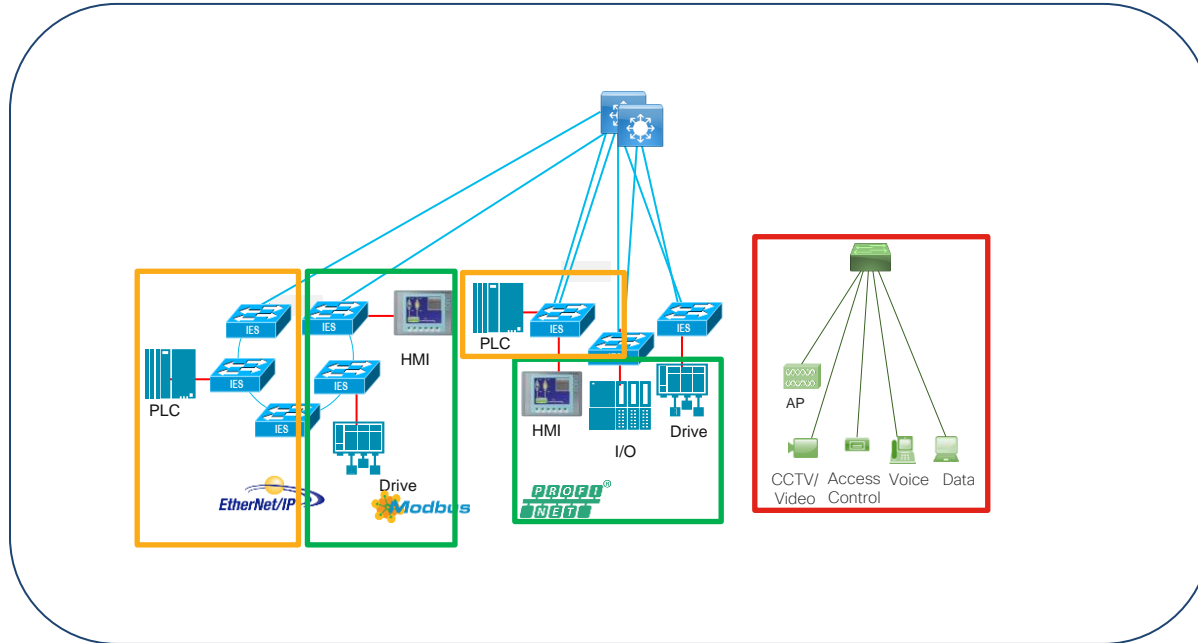 IES
IES
HMI
IES
PLC
IES
IES
PLC
IES
IES
IES
HMI
I/O
Drive
AP
Drive
EtherNet/IP
Modbus
PROFI®
NET
CCTV/
Video
Access
Control
Voice
Data